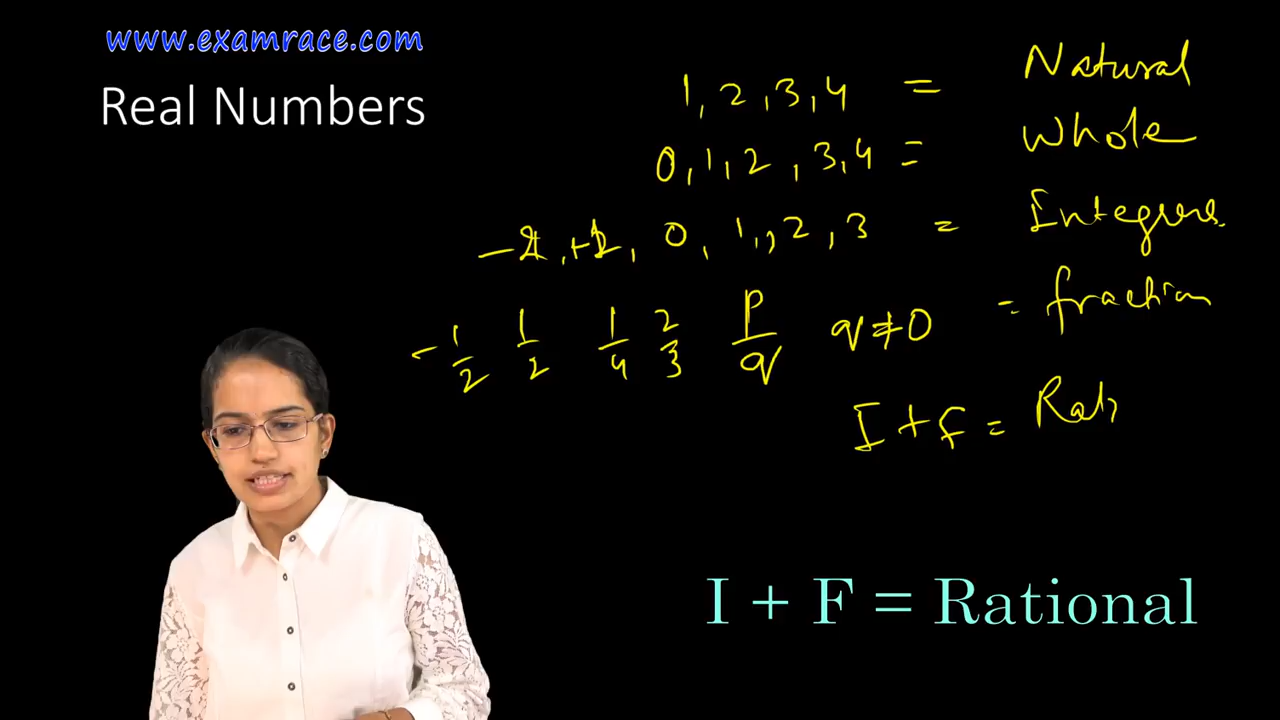 www.examrace.com
Real Numbers
1, 2, 3, 4 = Natural
0, 1, 2, 3, 4 = Whole
0, 1, 2, 3 = Integers
-1/2 1/2 1/4 2/3 p/q q≠0 = fraction
I + F = Rati
I + F = Rational